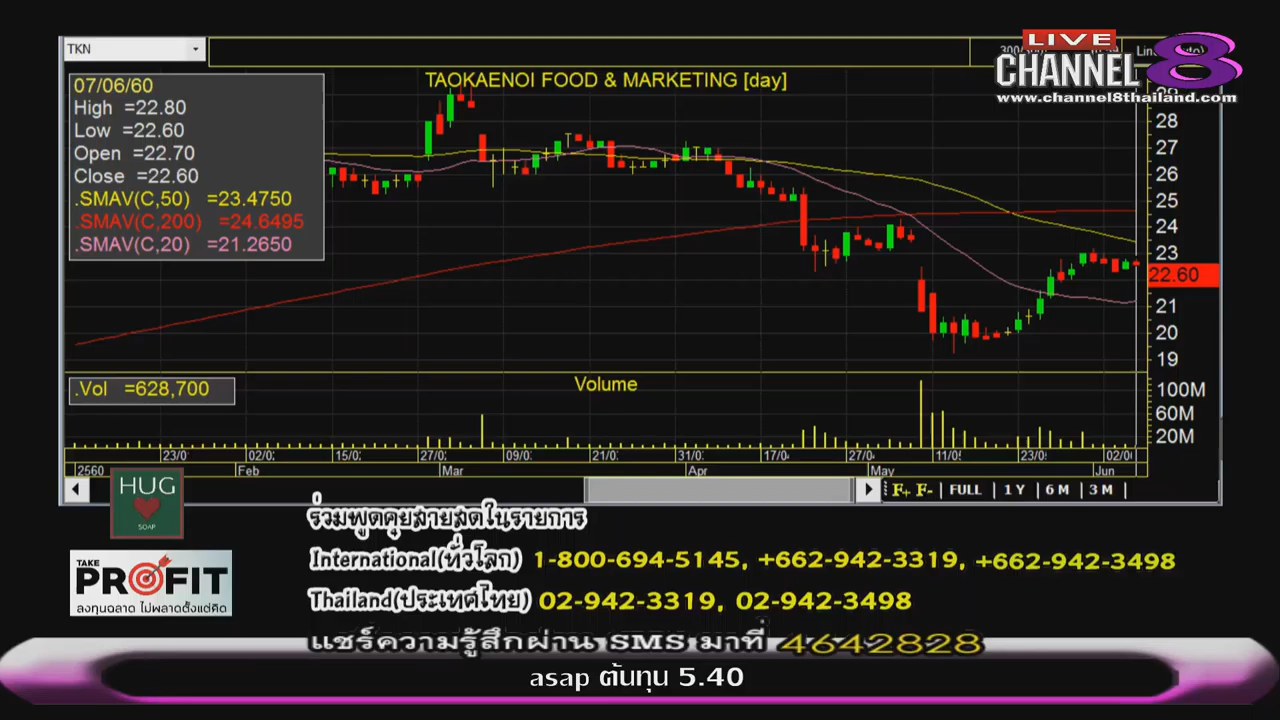 TKN
300/300
LIVE
CHANNEL 8
www.channel8thailand.com
TAOKAENOI FOOD & MARKETING [day]
07/06/60
High =22.80
Low =22.60
Open =22.70
Close =22.60
.SMAV(C,50) =23.4750
.SMAV(C,200) =24.6495
.SMAV(C,20) =21.2650
28
27
26
25
24
23
22.60
21
20
19
.Vol =628,700
Volume
100M
60M
20M
23/0
02/0
15/0
27/0
09/0
21/0
31/0
17/0
27/0
11/0
23/0
02/0
2560
Feb
Mar
Apr
May
Jun
F+ F- | FULL | 1 Y | 6 M | 3 M |
HUG
SOAP
TAKE
PROFIT
ลงทุนฉลาด ไม่พลาดตั้งแต่คิด
ร่วมพูดคุยสายสดในรายการ
International(ทั่วโลก) 1-800-694-5145, +662-942-3319, +662-942-3498
Thailand(ประเทศไทย) 02-942-3319, 02-942-3498
แชร์ความรู้สึกผ่าน SMS มาที่ 4642828
asap ต้นทุน 5.40